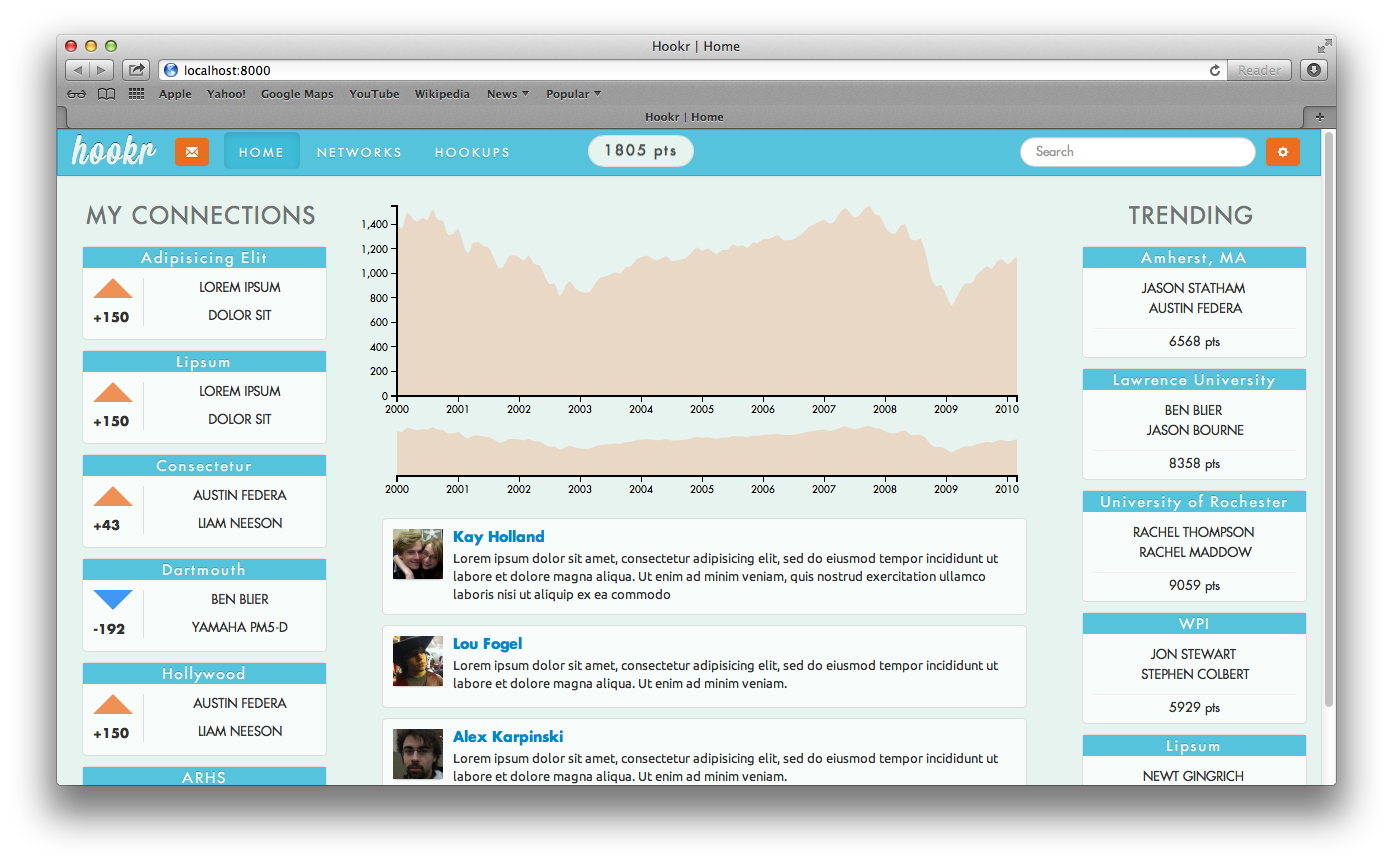 Hookr | Home
localhost:8000
Reader
Apple Yahoo! Google Maps YouTube Wikipedia News Popular
Hookr | Home
hookr
HOME NETWORKS HOOKUPS
1805 pts
Search
MY CONNECTIONS
Adipisicing Elit
LOREM IPSUM
+150
DOLOR SIT
Lipsum
LOREM IPSUM
+150
DOLOR SIT
Consectetur
AUSTIN FEDERA
+43
LIAM NEESON
Dartmouth
BEN BLIER
-192
YAMAHA PM5-D
Hollywood
AUSTIN FEDERA
+150
LIAM NEESON
ARHS
1,400
1,200
1,000
800
600
400
200
0
2000 2001 2002 2003 2004 2005 2006 2007 2008 2009 2010
2000 2001 2002 2003 2004 2005 2006 2007 2008 2009 2010
Kay Holland
Lorem ipsum dolor sit amet, consectetur adipisicing elit, sed do eiusmod tempor incididunt ut
labore et dolore magna aliqua. Ut enim ad minim veniam, quis nostrud exercitation ullamco
laboris nisi ut aliquip ex ea commodo
Lou Fogel
Lorem ipsum dolor sit amet, consectetur adipisicing elit, sed do eiusmod tempor incididunt ut
labore et dolore magna aliqua. Ut enim ad minim veniam.
Alex Karpinski
Lorem ipsum dolor sit amet, consectetur adipisicing elit, sed do eiusmod tempor incididunt ut
labore et dolore magna aliqua. Ut enim ad minim veniam.
TRENDING
Amherst, MA
JASON STATHAM
AUSTIN FEDERA
6568 pts
Lawrence University
BEN BLIER
JASON BOURNE
8358 pts
University of Rochester
RACHEL THOMPSON
RACHEL MADDOW
9059 pts
WPI
JON STEWART
STEPHEN COLBERT
5929 pts
Lipsum
NEWT GINGRICH